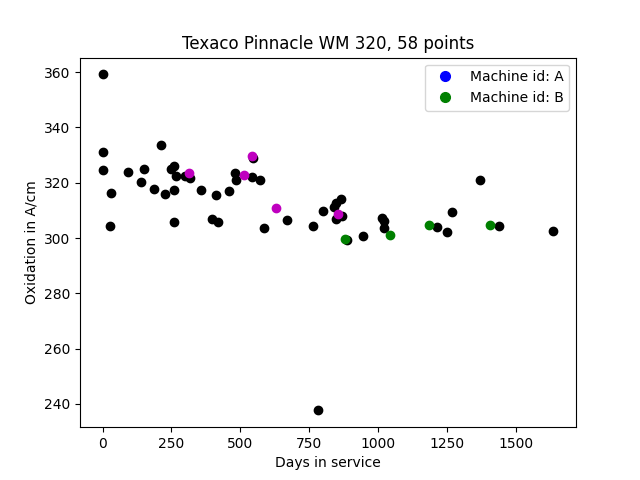 Texaco Pinnacle WM 320, 58 points
Machine id: A
Machine id: B
360
340
320
300
280
260
240
Oxidation in A/cm
0 250 500 750 1000 1250 1500
Days in service